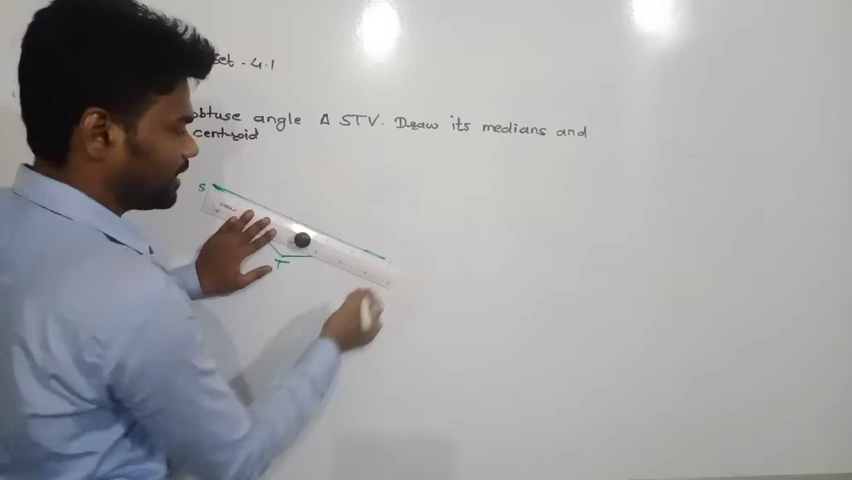 Set - 4.1
obtuse angle Δ STV. Draw its medians and
centroid
S
T